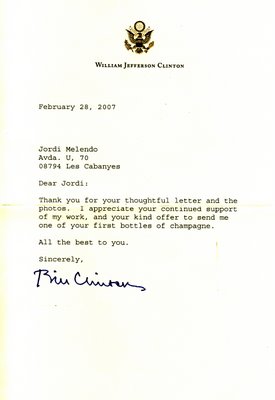 WILLIAM JEFFERSON CLINTON
February 28, 2007
Jordi Melendo
Avda. U, 70
08794 Les Cabanyes
Dear Jordi:
Thank you for your thoughtful letter and the
photos. I appreciate your continued support
of my work, and your kind offer to send me
one of your first bottles of champagne.
All the best to you.
Sincerely,
Bill Clinton